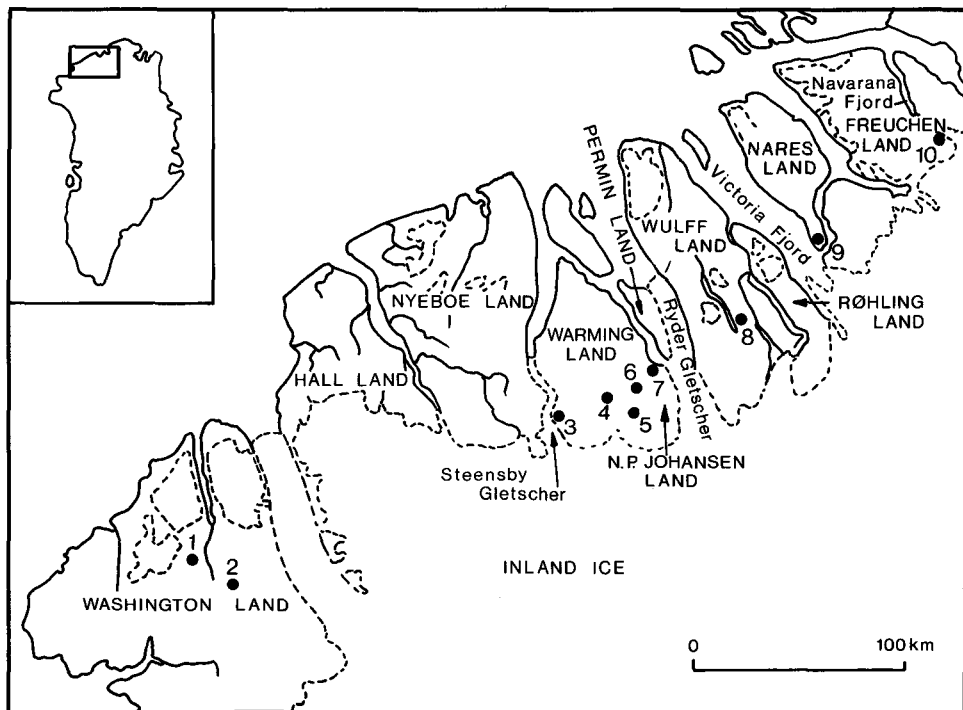 Navarana
Fjord
FREUCHEN
LAND
10
NARES
LAND
PERMIN LAND
Victoria Fjord
WULFF
LAND
9
NYEBOE LAND
RØHLING
LAND
WARMING
LAND
Ryder Gletscher
8
HALL LAND
6
7
4
5
3
N.P. JOHANSEN
LAND
Steensby
Gletscher
1
2
INLAND ICE
WASHINGTON LAND
0 100 km